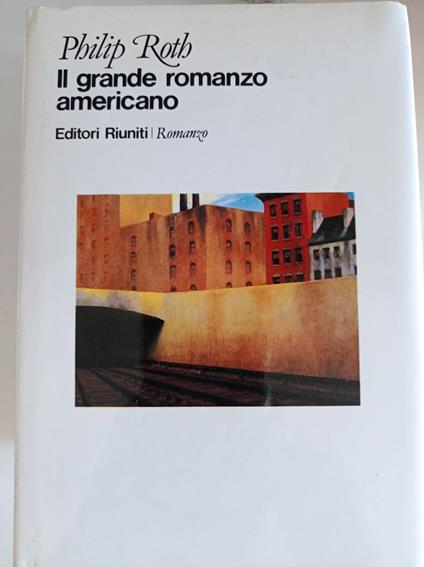 Philip Roth
Il grande romanzo
americano
Editori Riuniti | Romanzo